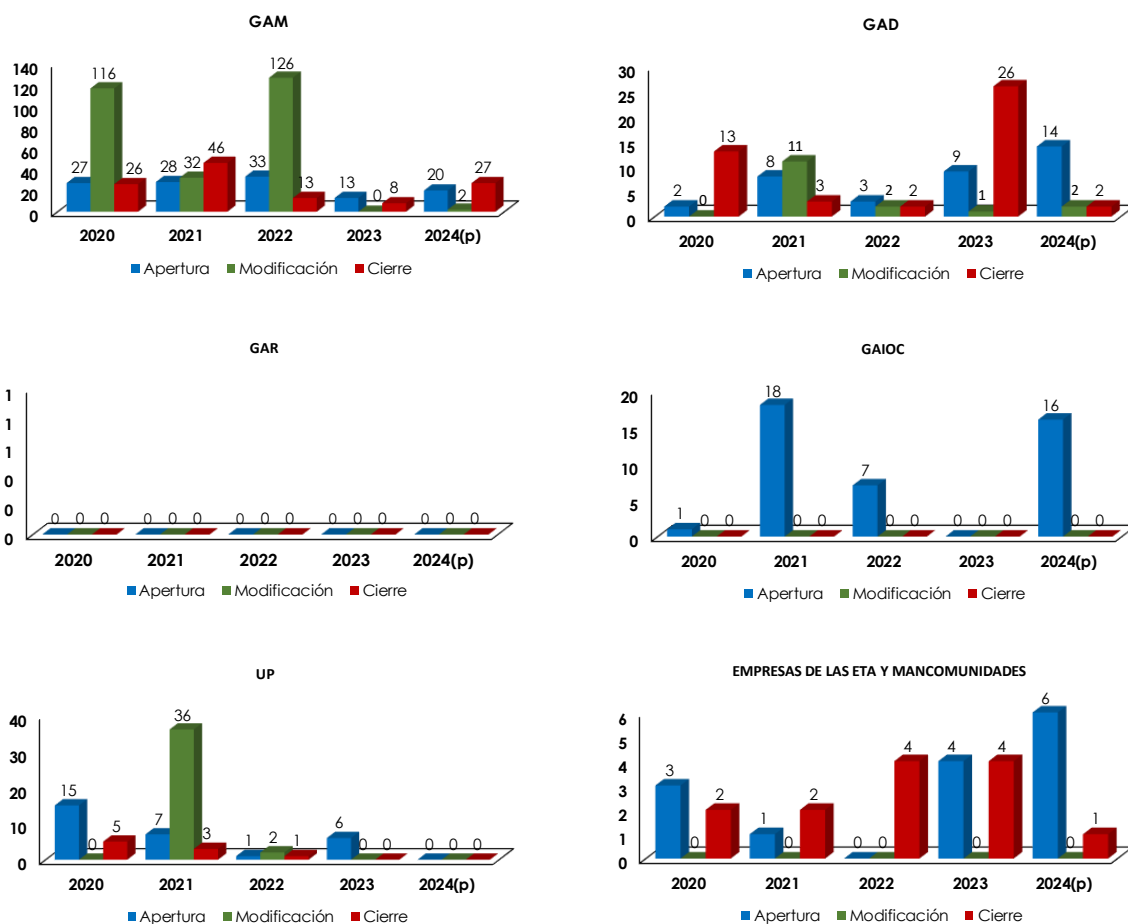 GAM
140
120
100
80
60
40
20
0
27 116 26 28 32 46 33 126 13 13 0 8 20 2 27
2020 2021 2022 2023 2024(p)
Apertura Modificación Cierre
GAD
30
25
20
15
10
5
0
2 0 13 8 11 3 3 2 2 9 1 26 14 2 2
2020 2021 2022 2023 2024(p)
Apertura Modificación Cierre
GAR
1
1
1
0
0
0
0 0 0 0 0 0 0 0 0 0 0 0 0 0 0
2020 2021 2022 2023 2024(p)
Apertura Modificación Cierre
GAIOC
20
15
10
5
0
1 0 0 18 0 0 7 0 0 0 0 0 16 0 0
2020 2021 2022 2023 2024(p)
Apertura Modificación Cierre
UP
40
30
20
10
0
15 0 5 7 36 3 1 2 1 6 0 0 0 0 0
2020 2021 2022 2023 2024(p)
Apertura Modificación Cierre
EMPRESAS DE LAS ETA Y MANCOMUNIDADES
6
5
4
3
2
1
0
3 0 2 1 0 2 0 0 4 4 0 4 6 0 1
2020 2021 2022 2023 2024(p)
Apertura Modificación Cierre